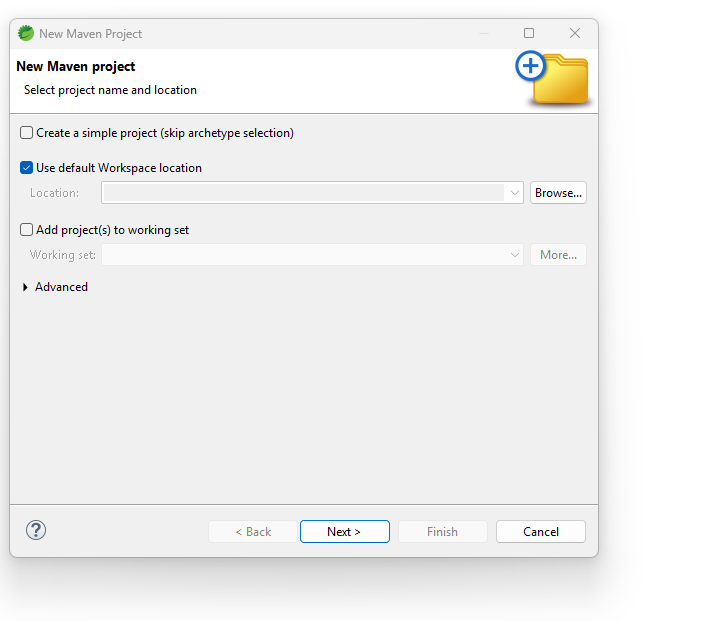 New Maven Project
New Maven project
Select project name and location
Create a simple project (skip archetype selection)
Use default Workspace location
Location:
Browse...
Add project(s) to working set
Working set:
More...
Advanced
?
< Back
Next >
Finish
Cancel